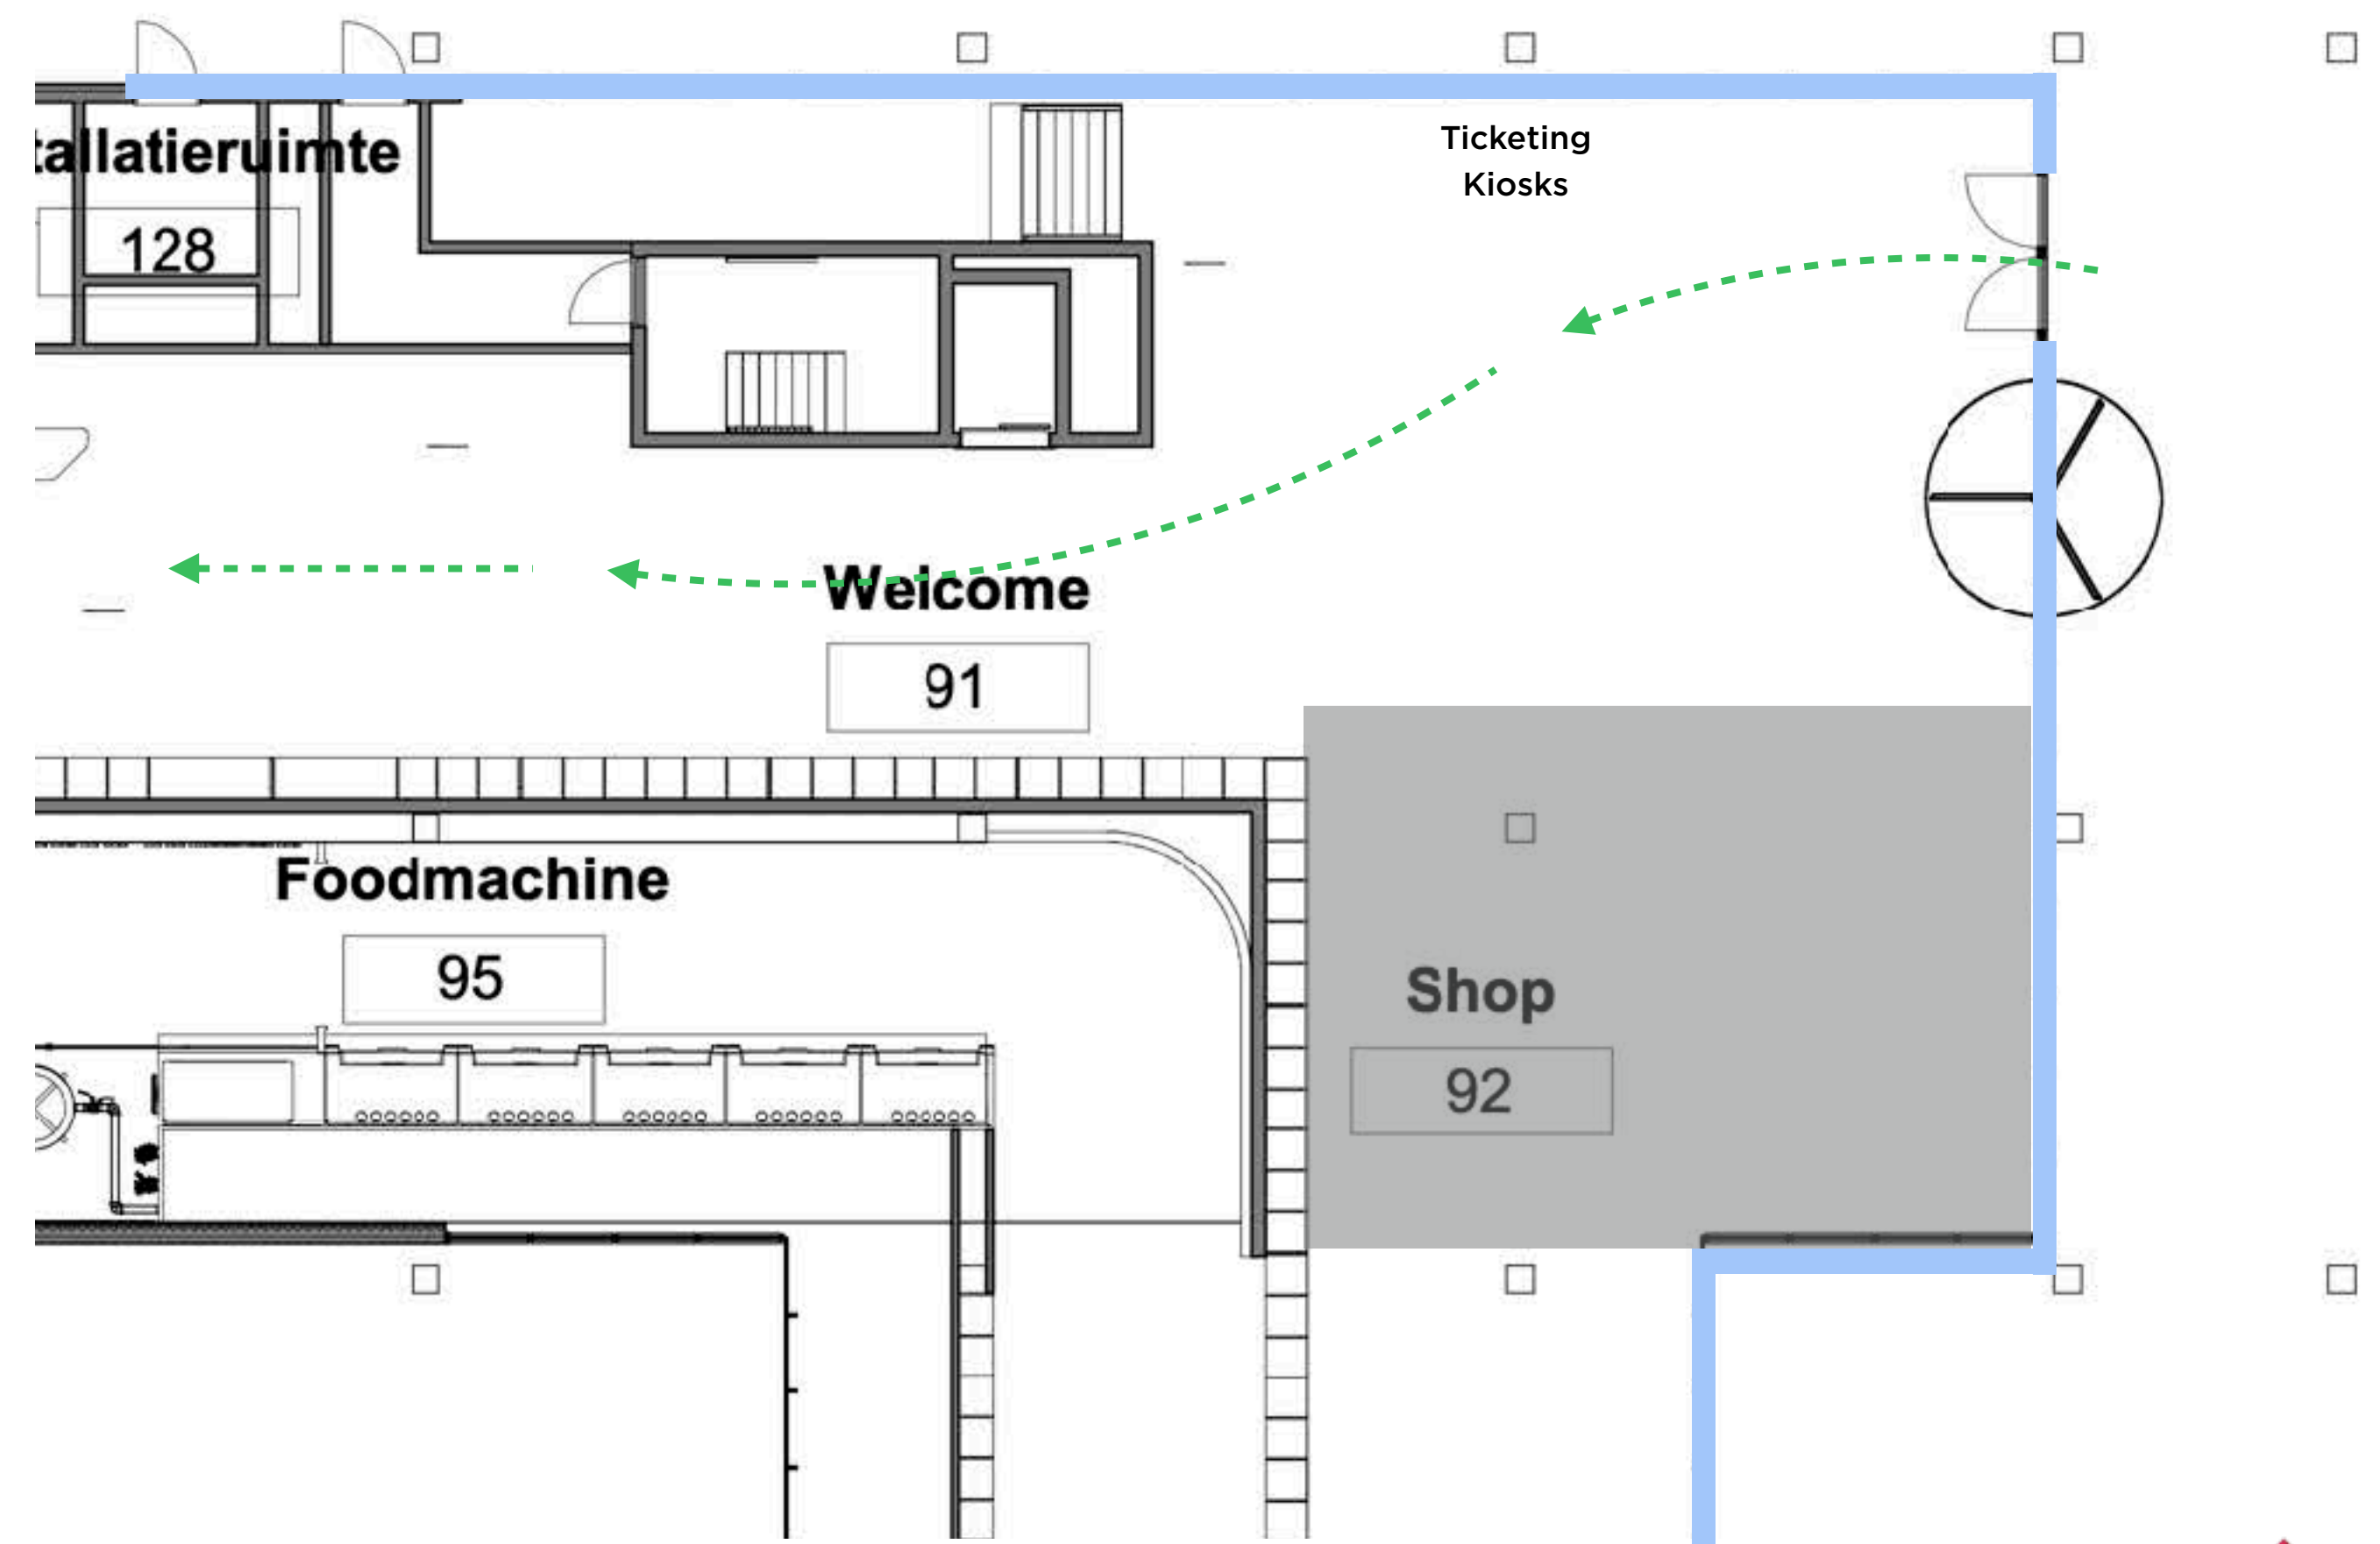 Ticketing
Kiosks
tallatieruimte
128
Welcome
91
Foodmachine
95
Shop
92